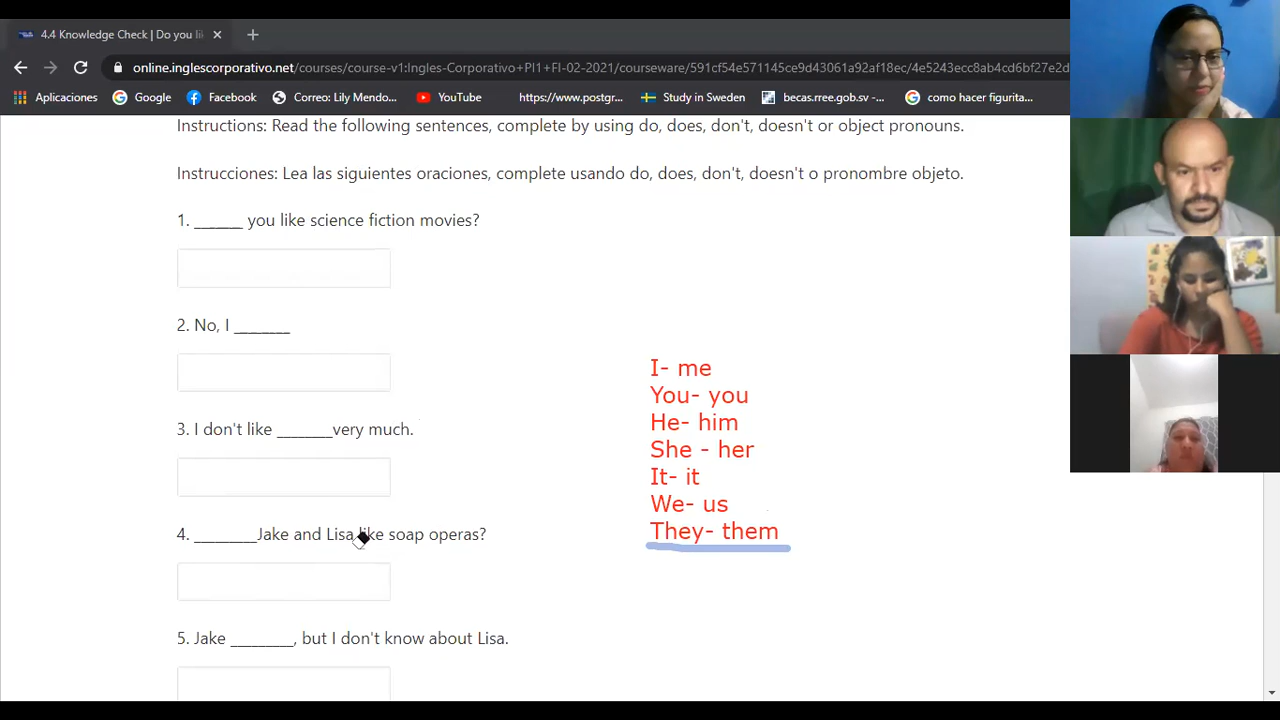 4.4 Knowledge Check | Do you li
online.inglescorporativo.net/courses/course-v1:Ingles-Corporativo+PI1+FI-02-2021/courseware/591cf54e571145ce9d43061a92af18ec/4e5243ecc8ab4cd6bf27e2d
Aplicaciones Google Facebook Correo: Lily Mendo... YouTube https://www.postgr... Study in Sweden becas.ree.gob.sv -... como hacer figurita...
Instructions: Read the following sentences, complete by using do, does, don't, doesn't or object pronouns.
Instrucciones: Lea las siguientes oraciones, complete usando do, does, don't, doesn't o pronombre objeto.
1. ______ you like science fiction movies?
2. No, I _______
3. I don't like _______very much.
I- me
You- you
He- him
She - her
It- it
We- us
They- them
4. ________Jake and Lisa like soap operas?
5. Jake ________, but I don't know about Lisa.